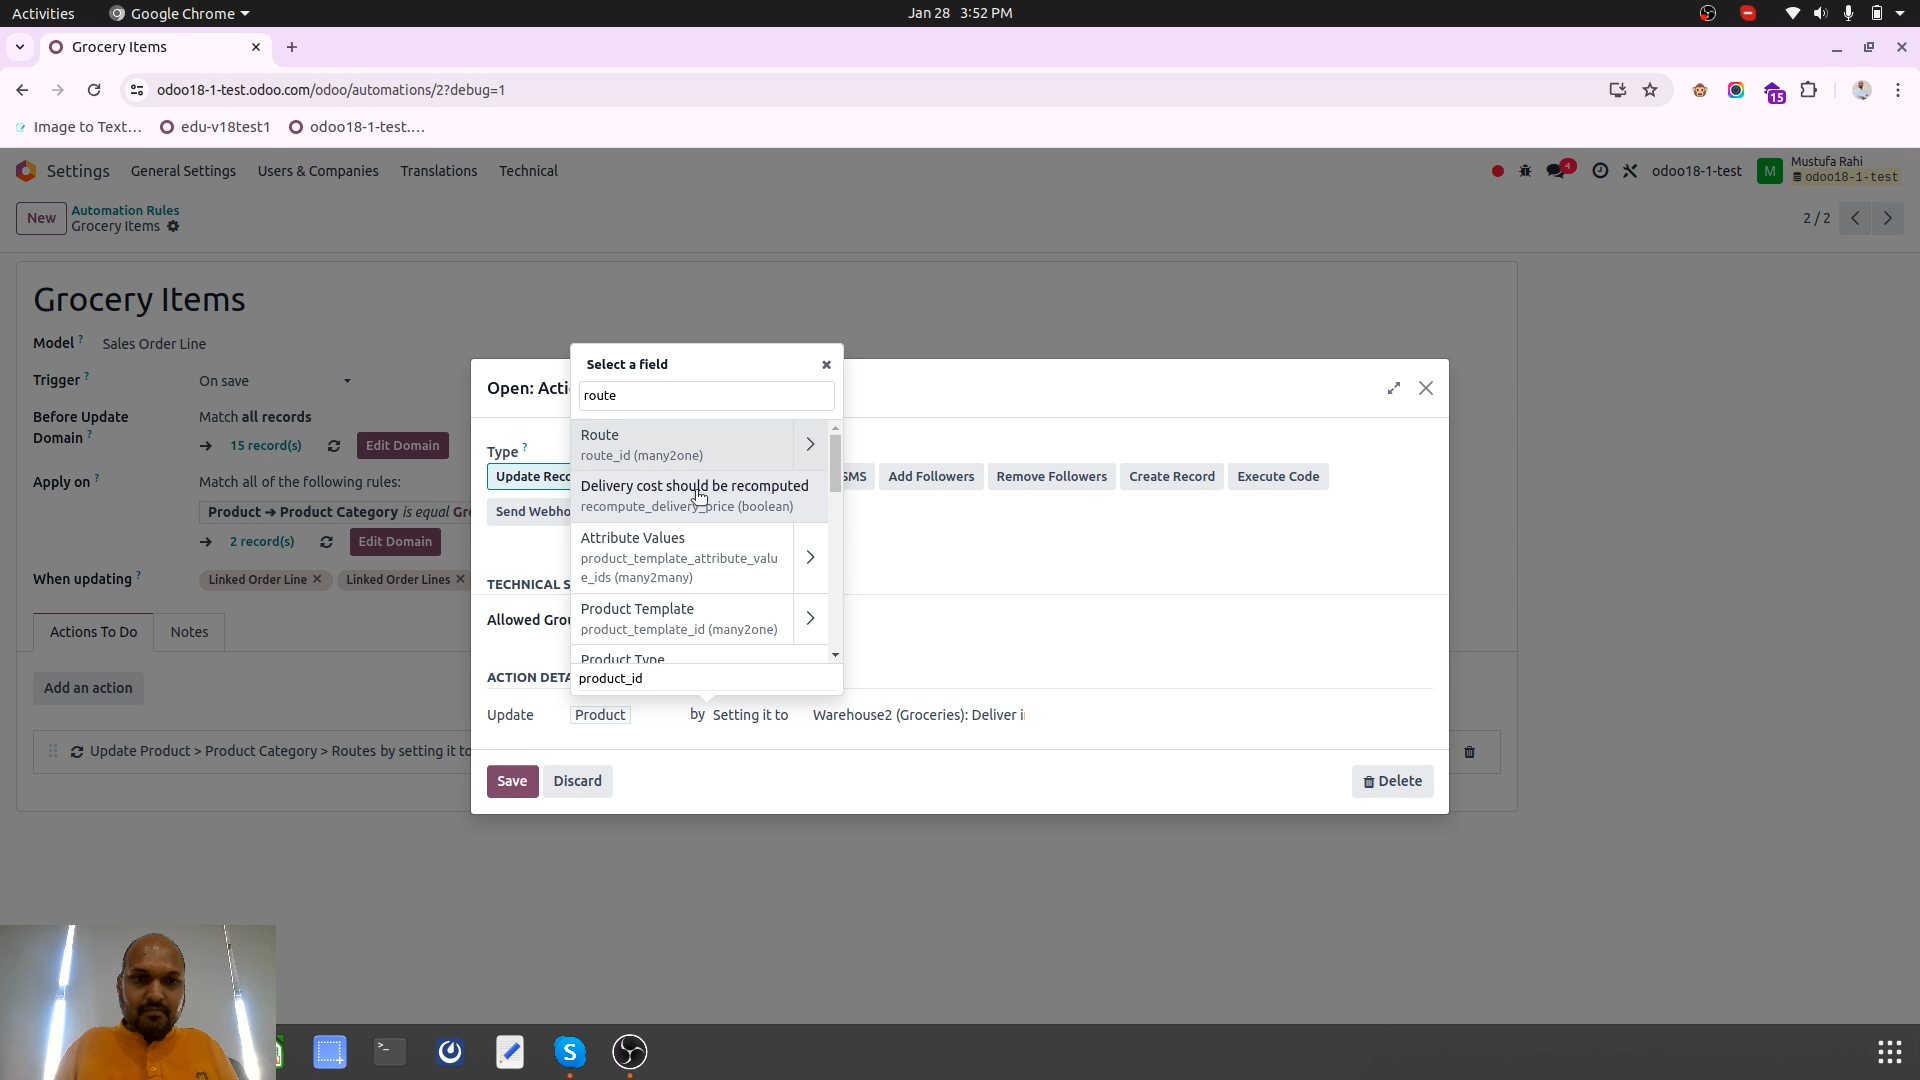 Activities
Google Chrome
Jan 28 3:52 PM
Grocery Items
odoo18-1-test.odoo.com/odoo/automations/2?debug=1
15
Image to Text...
edu-v18test1
odoo18-1-test....
Settings
General Settings
Users & Companies
Translations
Technical
4
odoo18-1-test
M
Mustufa Rahi
odoo18-1-test
New
Automation Rules
Grocery Items
2 / 2
Grocery Items
Model ?
Sales Order Line
Trigger ?
On save
Before Update Domain ?
Match all records
15 record(s)
Edit Domain
Apply on ?
Match all of the following rules:
Product → Product Category is equal Gr
2 record(s)
Edit Domain
When updating ?
Linked Order Line
Linked Order Lines
Actions To Do
Notes
Add an action
Update Product > Product Category > Routes by setting it to
Open: Acti
Type ?
Update Reco
SMS
Add Followers
Remove Followers
Create Record
Execute Code
Send Webho
TECHNICAL S
Allowed Grou
ACTION DETA
Update
Product
by
Setting it to
Warehouse2 (Groceries): Deliver i
Save
Discard
Delete
Select a field
route
Route
route_id (many2one)
Delivery cost should be recomputed
recompute_delivery_price (boolean)
Attribute Values
product_template_attribute_valu
e_ids (many2many)
Product Template
product_template_id (many2one)
Product Type
product_id